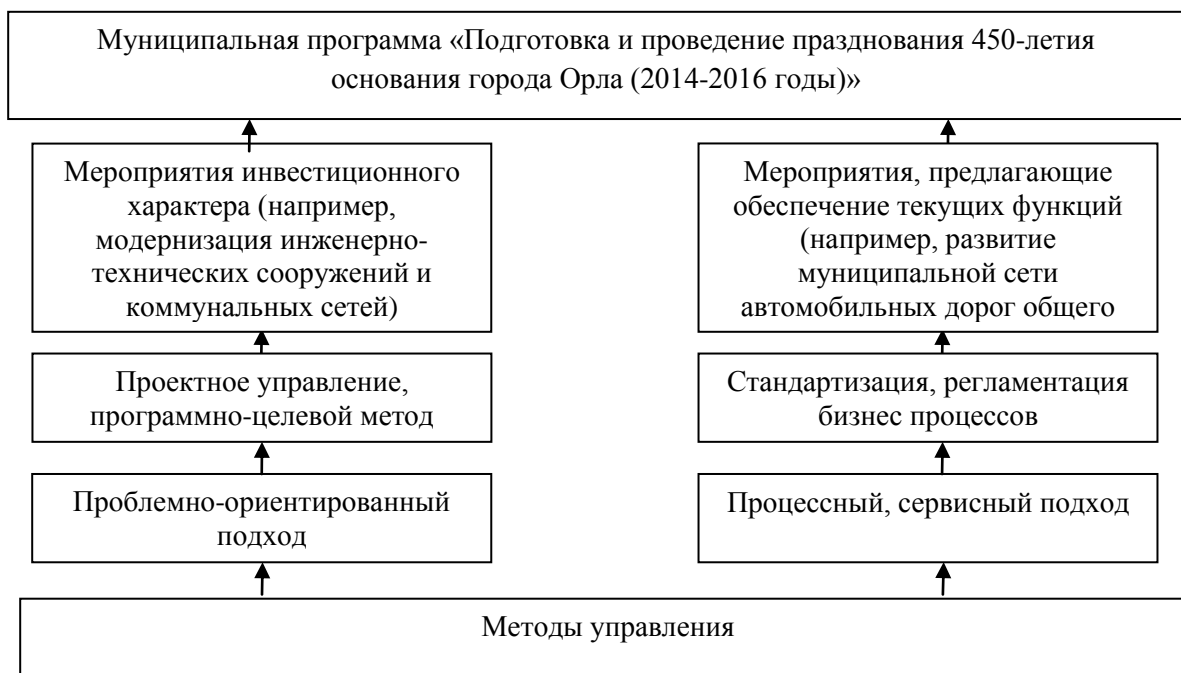 Муниципальная программа «Подготовка и проведение празднования 450-летия
основания города Орла (2014-2016 годы)»
Мероприятия инвестиционного
характера (например,
модернизация инженерно-
технических сооружений и
коммунальных сетей)
Мероприятия, предлагающие
обеспечение текущих функций
(например, развитие
муниципальной сети
автомобильных дорог общего
Проектное управление,
программно-целевой метод
Стандартизация, регламентация
бизнес процессов
Проблемно-ориентированный
подход
Процессный, сервисный подход
Методы управления